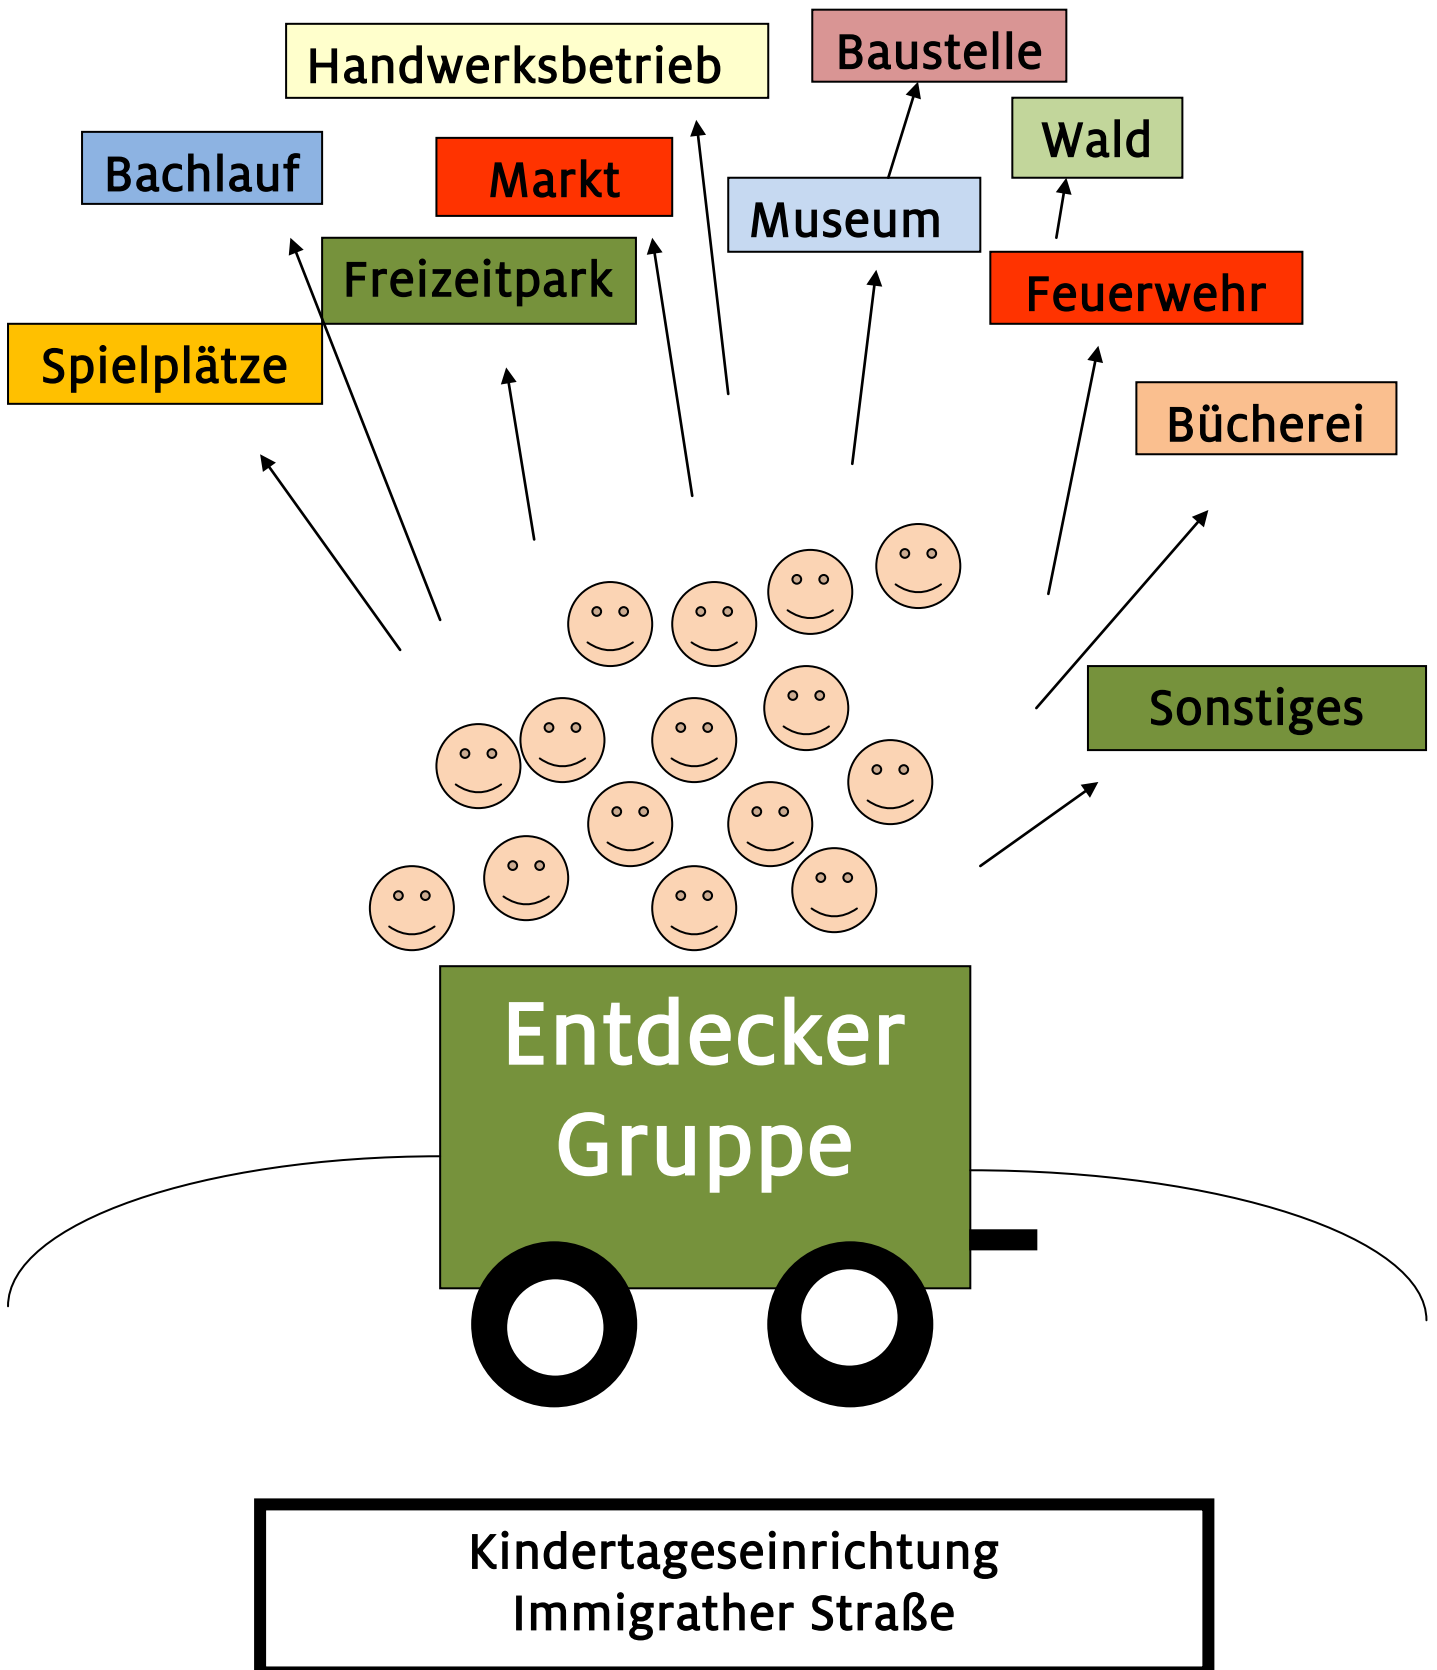 Baustelle
Handwerksbetrieb
Wald
Bachlauf
Markt
Museum
Freizeitpark
Feuerwehr
Spielplätze
Bücherei
Sonstiges
Entdecker
Gruppe
Kindertageseinrichtung
Immigrather Straße